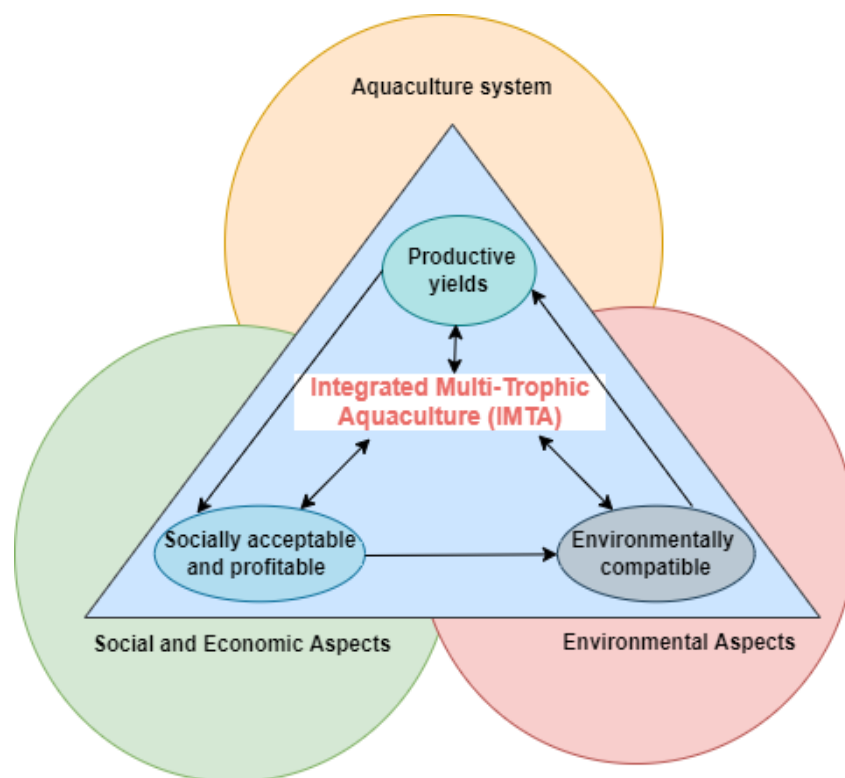 Aquaculture system
Productive
yields
Integrated Multi-Trophic
Aquaculture (IMTA)
Socially acceptable
and profitable
Environmentally
compatible
Social and Economic Aspects
Environmental Aspects